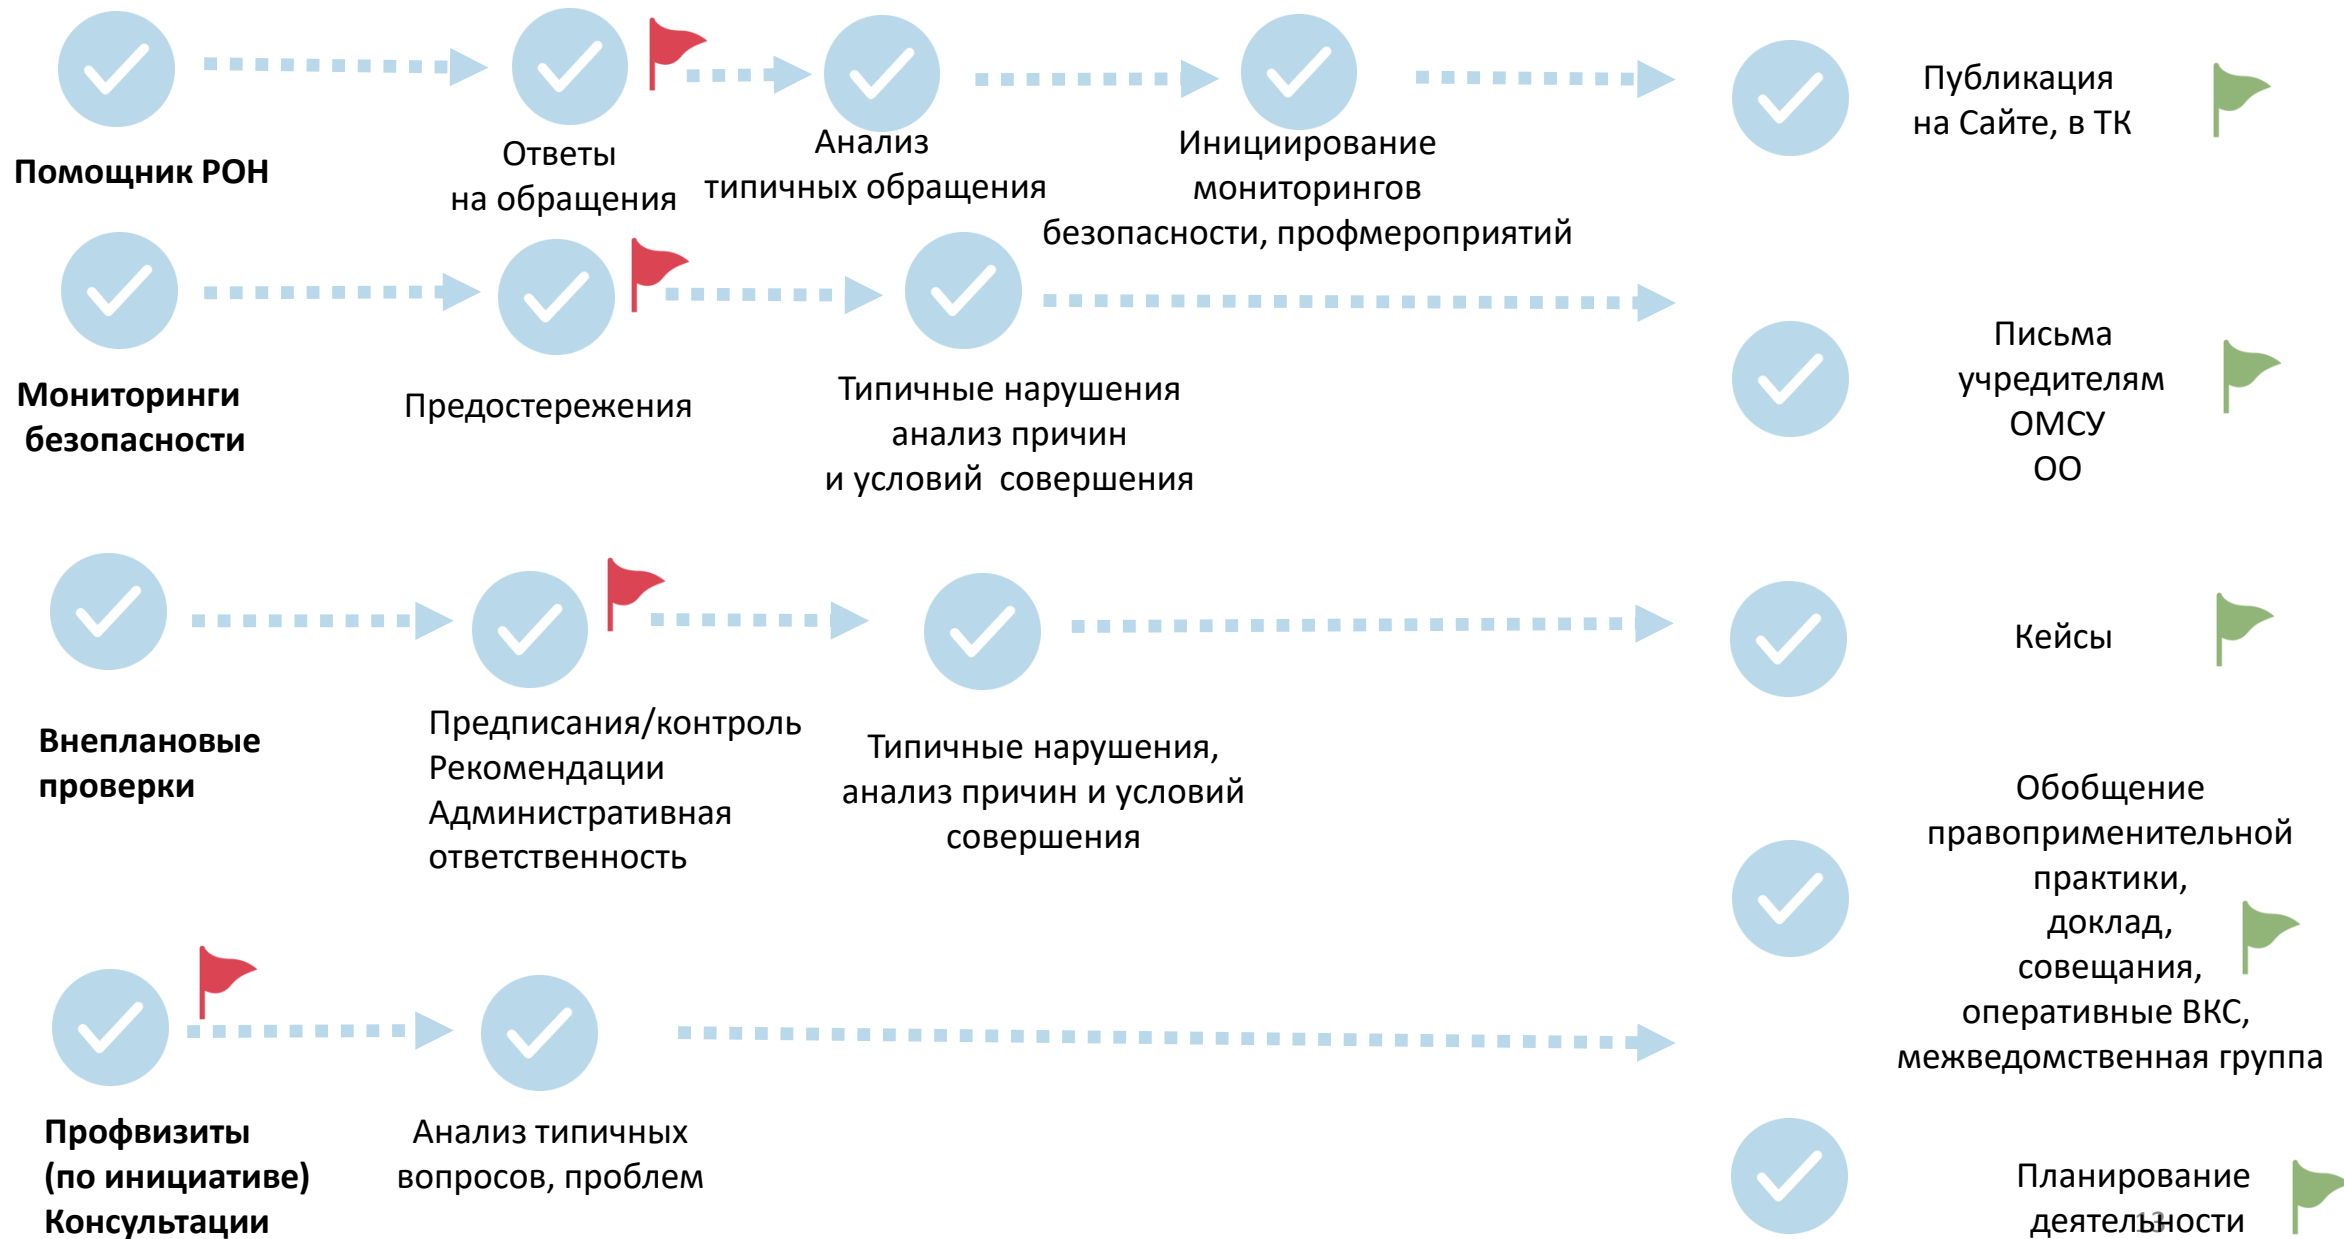 Помощник РОН
Ответы
на обращения
Анализ
типичных обращения
Инициирование
мониторингов
безопасности, профмероприятий
Публикация
на Сайте, в ТК
Мониторинги
безопасности
Предостережения
Типичные нарушения
анализ причин
и условий совершения
Письма
учредителям
ОМСУ
ОО
Внеплановые
проверки
Предписания/контроль
Рекомендации
Административная
ответственность
Типичные нарушения,
анализ причин и условий
совершения
Кейсы
Обобщение
правоприменительной
практики,
доклад,
совещания,
оперативные ВКС,
межведомственная группа
Профвизиты
(по инициативе)
Консультации
Анализ типичных
вопросов, проблем
Планирование
деятельности
13